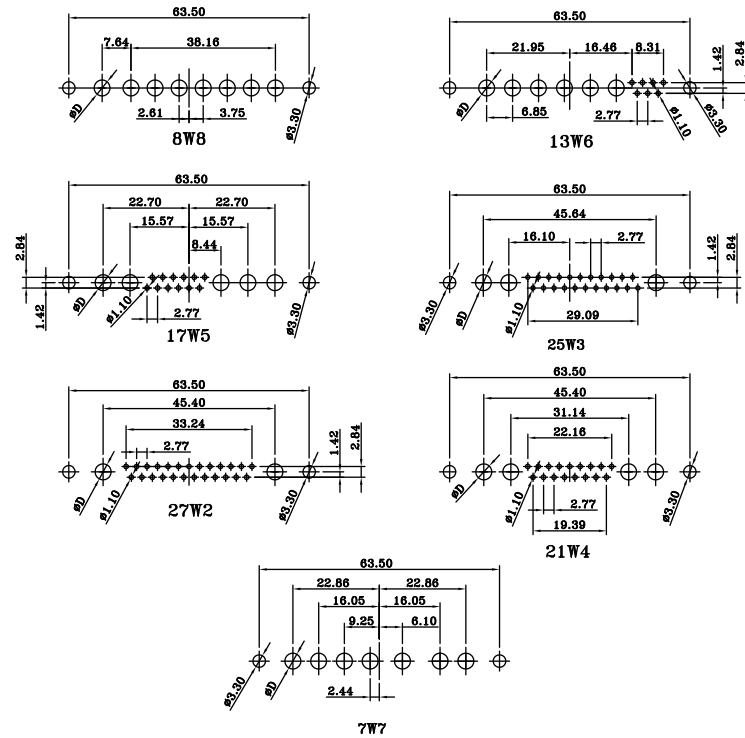 63.50
7.64 38.16
øD 2.61 3.75 ø3.30
8W8
63.50
21.95 16.46 8.31
1.42 2.84
øD 6.85 2.77 ø1.10 ø3.30
13W6
63.50
22.70 22.70
15.57 15.57
8.44
2.84
1.42 øD ø1.10 2.77 ø3.30
17W5
63.50
45.64
16.10 2.77
1.42 2.84
ø3.30 øD ø1.10 29.09
25W3
63.50
45.40
33.24
2.77
1.42 2.84
øD ø1.10 ø3.30
27W2
63.50
45.40
31.14
22.16
øD ø1.10 2.77 ø3.30
19.39
21W4
63.50
22.86 22.86
16.05 16.05
9.25 6.10
ø3.30 øD 2.44
7W7